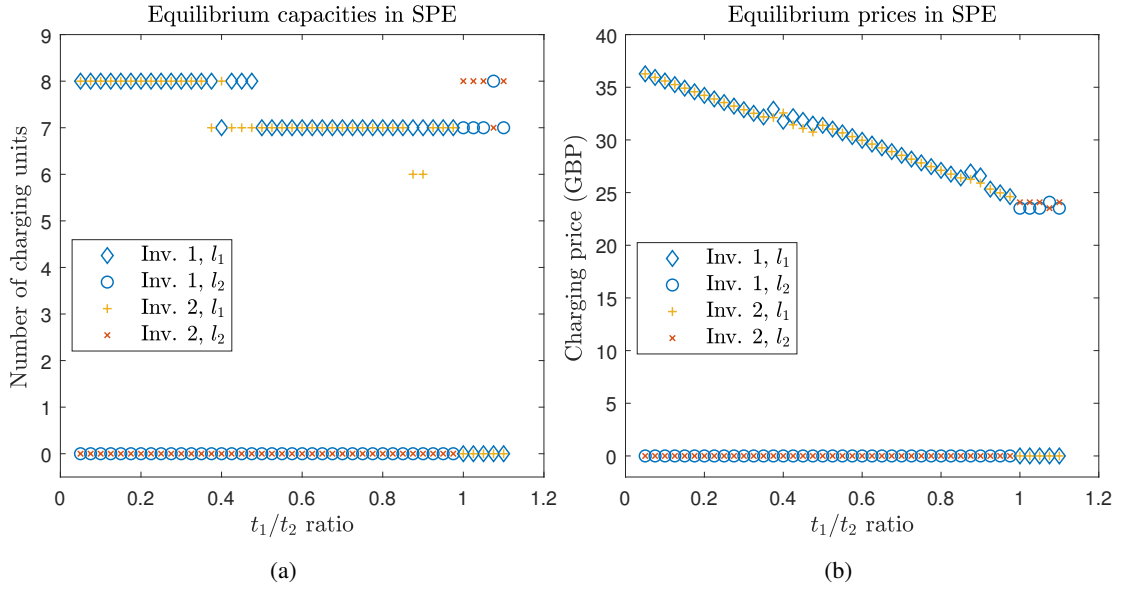 Equilibrium capacities in SPE
9
8
7
6
5
4
3
2
1
0
Number of charging units
Inv. 1, l₁
Inv. 1, l₂
Inv. 2, l₁
Inv. 2, l₂
0 0.2 0.4 0.6 0.8 1 1.2
t₁/t₂ ratio
(a)
Equilibrium prices in SPE
40
35
30
25
20
15
10
5
0
Charging price (GBP)
Inv. 1, l₁
Inv. 1, l₂
Inv. 2, l₁
Inv. 2, l₂
0 0.2 0.4 0.6 0.8 1 1.2
t₁/t₂ ratio
(b)